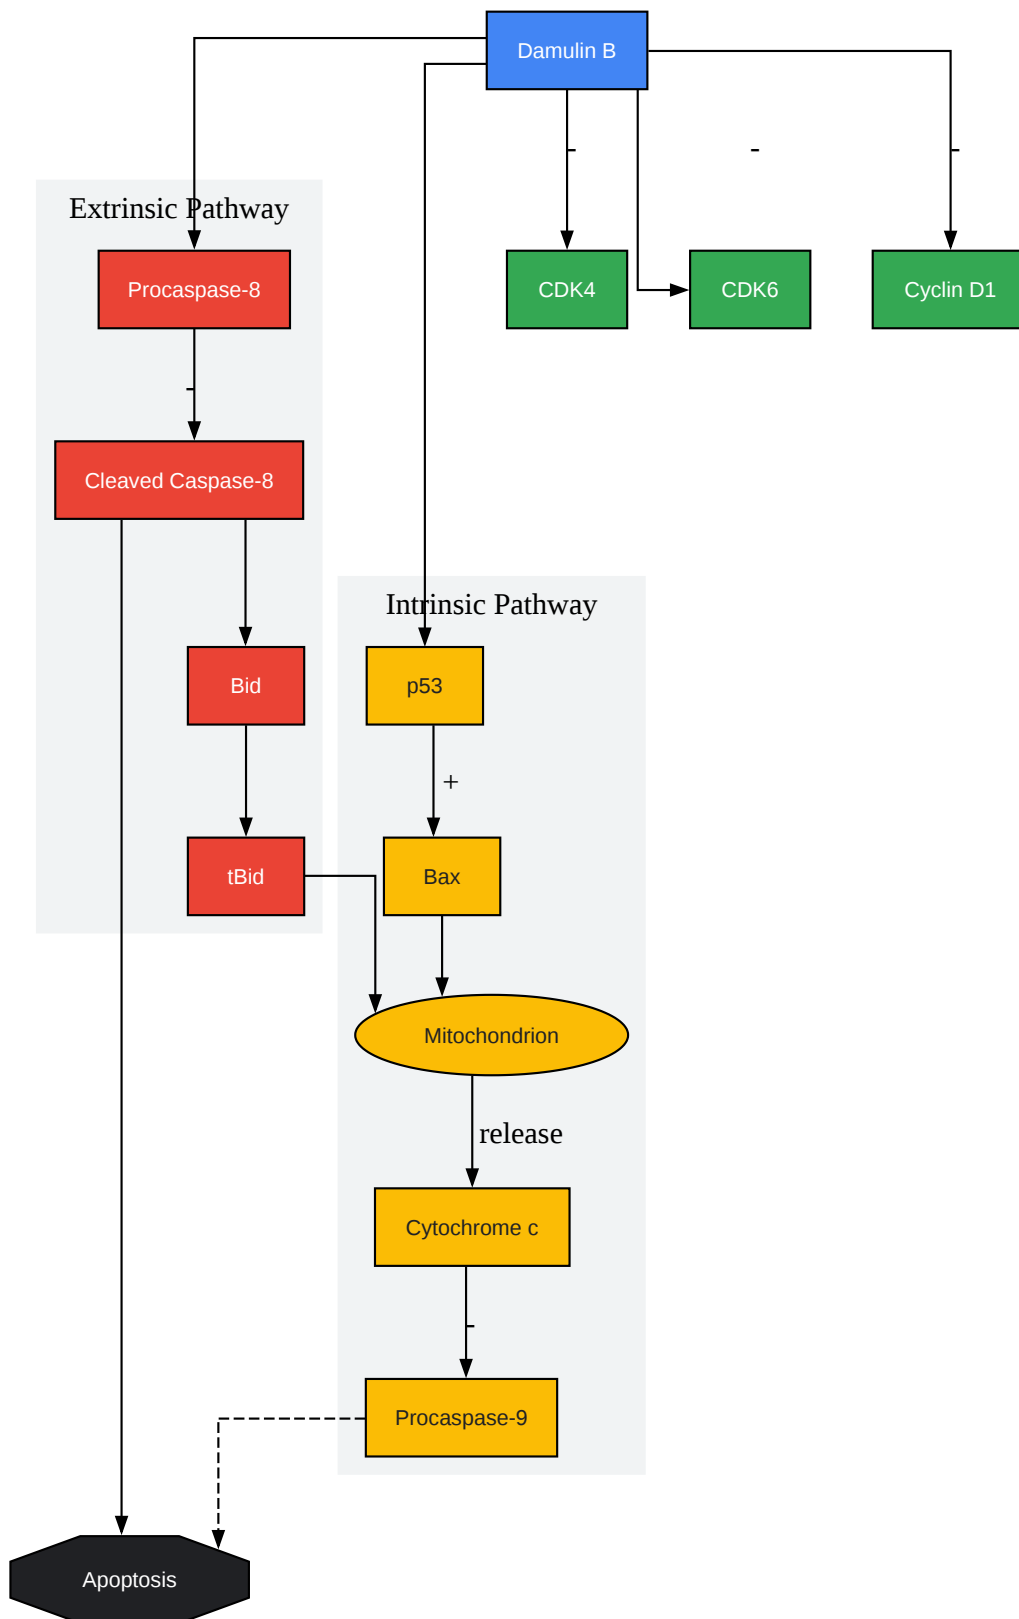 Damulin B
-
-
-
Extrinsic Pathway
Procaspase-8
CDK4
CDK6
Cyclin D1
-
Cleaved Caspase-8
Intrinsic Pathway
Bid
p53
+
tBid
Bax
Mitochondrion
release
Cytochrome c
-
Procaspase-9
Apoptosis